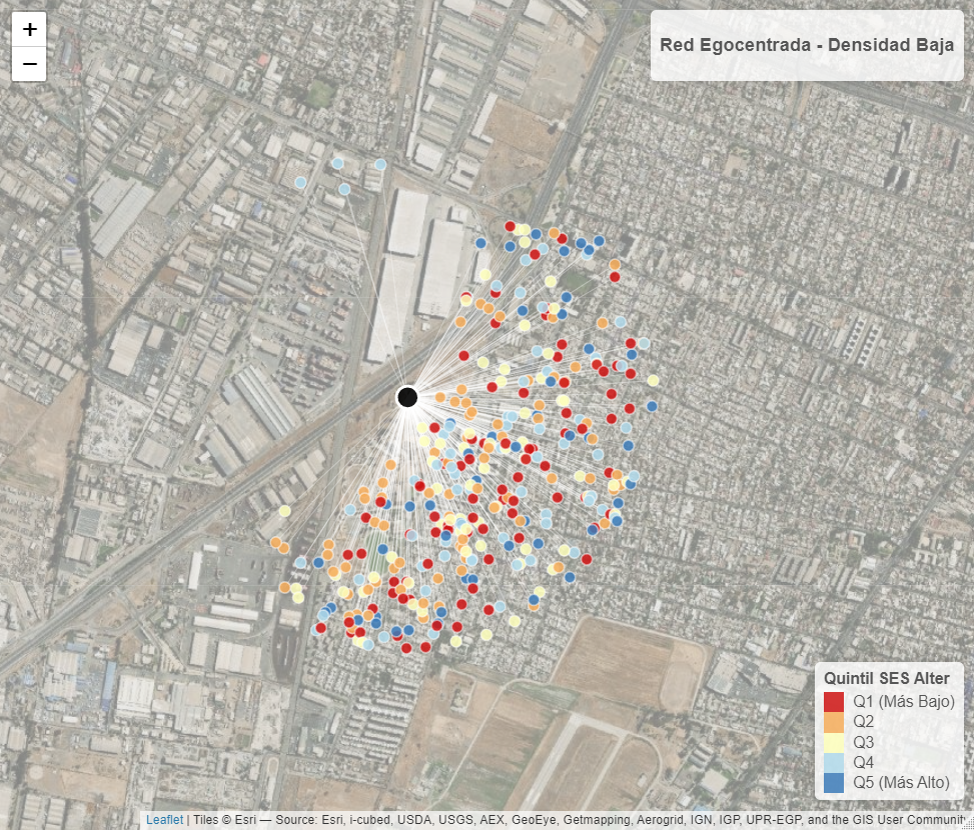 +
−
Red Egocentrada - Densidad Baja
Quintil SES Alter
Q1 (Más Bajo)
Q2
Q3
Q4
Q5 (Más Alto)
Leaflet | Tiles © Esri — Source: Esri, i-cubed, USDA, USGS, AEX, GeoEye, Getmapping, Aerogrid, IGN, IGP, UPR-EGP, and the GIS User Community